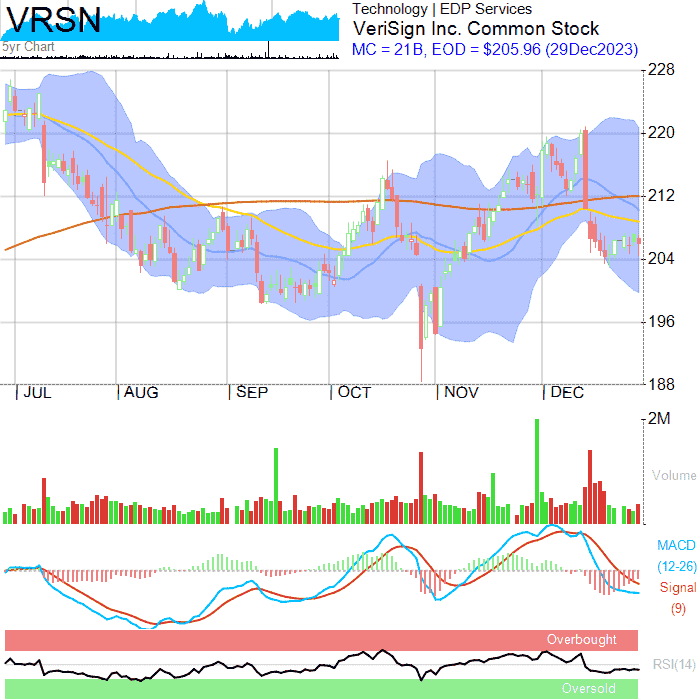 VRSN
5yr Chart
Technology | EDP Services
VeriSign Inc. Common Stock
MC = 21B, EOD = $205.96 (29Dec2023)
228
220
212
204
196
188
JUL
AUG
SEP
OCT
NOV
DEC
2M
Volume
MACD
(12-26)
Signal
(9)
Overbought
RSI(14)
Oversold